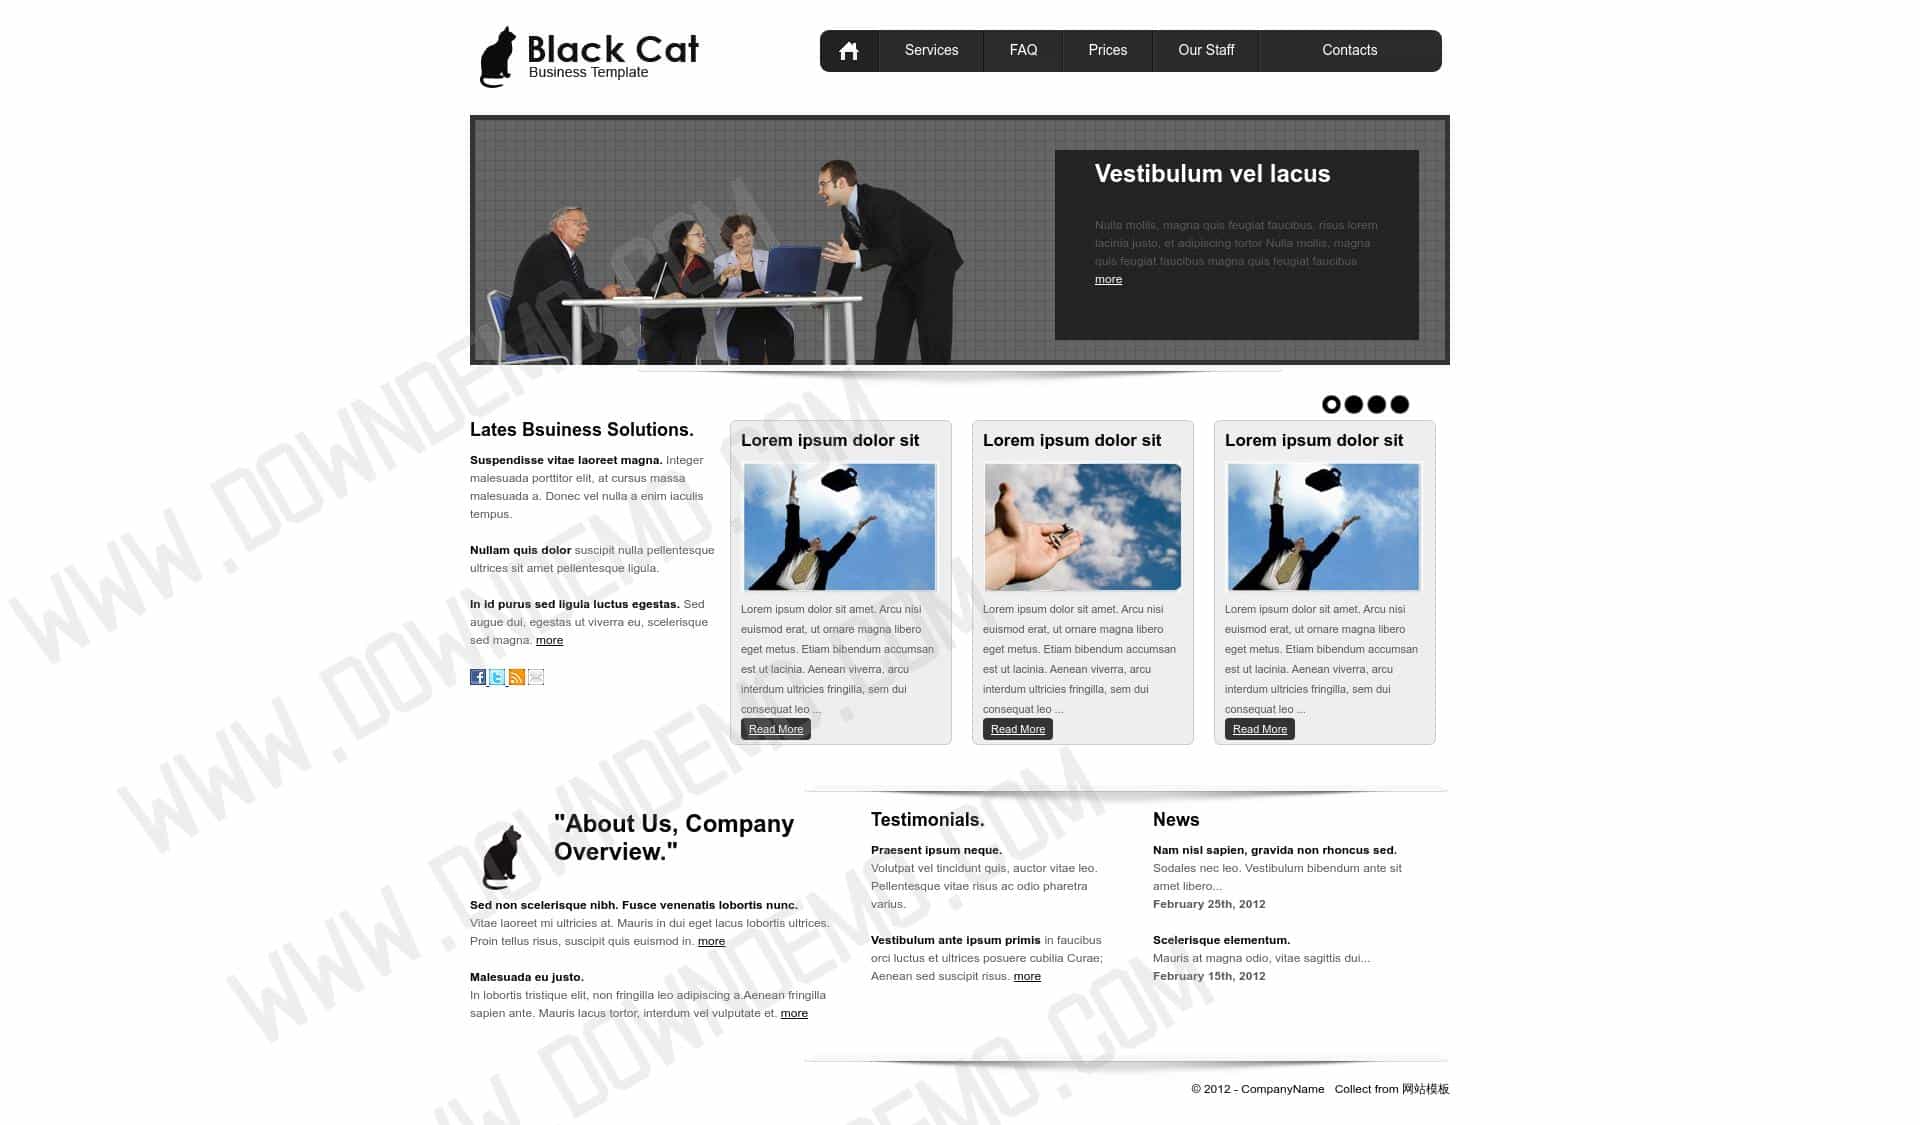 Black Cat
Business Template
Services
FAQ
Prices
Our Staff
Contacts
Vestibulum vel lacus
Nulla mollis, magna quis feugiat faucibus, risus lorem
lacinia justo, et adipiscing tortor Nulla mollis, magna
quis feugiat faucibus magna quis feugiat faucibus
more
Lates Bsuiness Solutions.
Suspendisse vitae laoreet magna. Integer
malesuada porttitor elit, at cursus massa
malesuada a. Donec vel nulla a enim iaculis
tempus.
Nullam quis dolor suscipit nulla pellentesque
ultrices sit amet pellentesque ligula.
In id purus sed ligula luctus egestas. Sed
augue dui, egestas ut viverra eu, scelerisque
sed magna. more
Lorem ipsum dolor sit
Lorem ipsum dolor sit amet. Arcu nisi
euismod erat, ut ornare magna libero
eget metus. Etiam bibendum accumsan
est ut lacinia. Aenean viverra, arcu
interdum ultricies fringilla, sem dui
consequat leo ...
Read More
Lorem ipsum dolor sit
Lorem ipsum dolor sit amet. Arcu nisi
euismod erat, ut ornare magna libero
eget metus. Etiam bibendum accumsan
est ut lacinia. Aenean viverra, arcu
interdum ultricies fringilla, sem dui
consequat leo ...
Read More
Lorem ipsum dolor sit
Lorem ipsum dolor sit amet. Arcu nisi
euismod erat, ut ornare magna libero
eget metus. Etiam bibendum accumsan
est ut lacinia. Aenean viverra, arcu
interdum ultricies fringilla, sem dui
consequat leo ...
Read More
"About Us, Company
Overview."
Sed non scelerisque nibh. Fusce venenatis lobortis nunc.
Vitae laoreet mi ultricies at. Mauris in dui eget lacus lobortis ultrices.
Proin tellus risus, suscipit quis euismod in. more
Malesuada eu justo.
In lobortis tristique elit, non fringilla leo adipiscing a.Aenean fringilla
sapien ante. Mauris lacus tortor, interdum vel vulputate et. more
Testimonials.
Praesent ipsum neque.
Volutpat vel tincidunt quis, auctor vitae leo.
Pellentesque vitae risus ac odio pharetra
varius.
Vestibulum ante ipsum primis in faucibus
orci luctus et ultrices posuere cubilia Curae;
Aenean sed suscipit risus. more
News
Nam nisl sapien, gravida non rhoncus sed.
Sodales nec leo. Vestibulum bibendum ante sit
amet libero...
February 25th, 2012
Scelerisque elementum.
Mauris at magna odio, vitae sagittis dui...
February 15th, 2012
© 2012 - CompanyName Collect from 网站模板
WWW.DOWNDEMO.COM
WWW.DOWNDEMO.COM
WWW.DOWNDEMO.COM
WWW.DOWNDEMO.COM
W.DOWNDEMO.COM